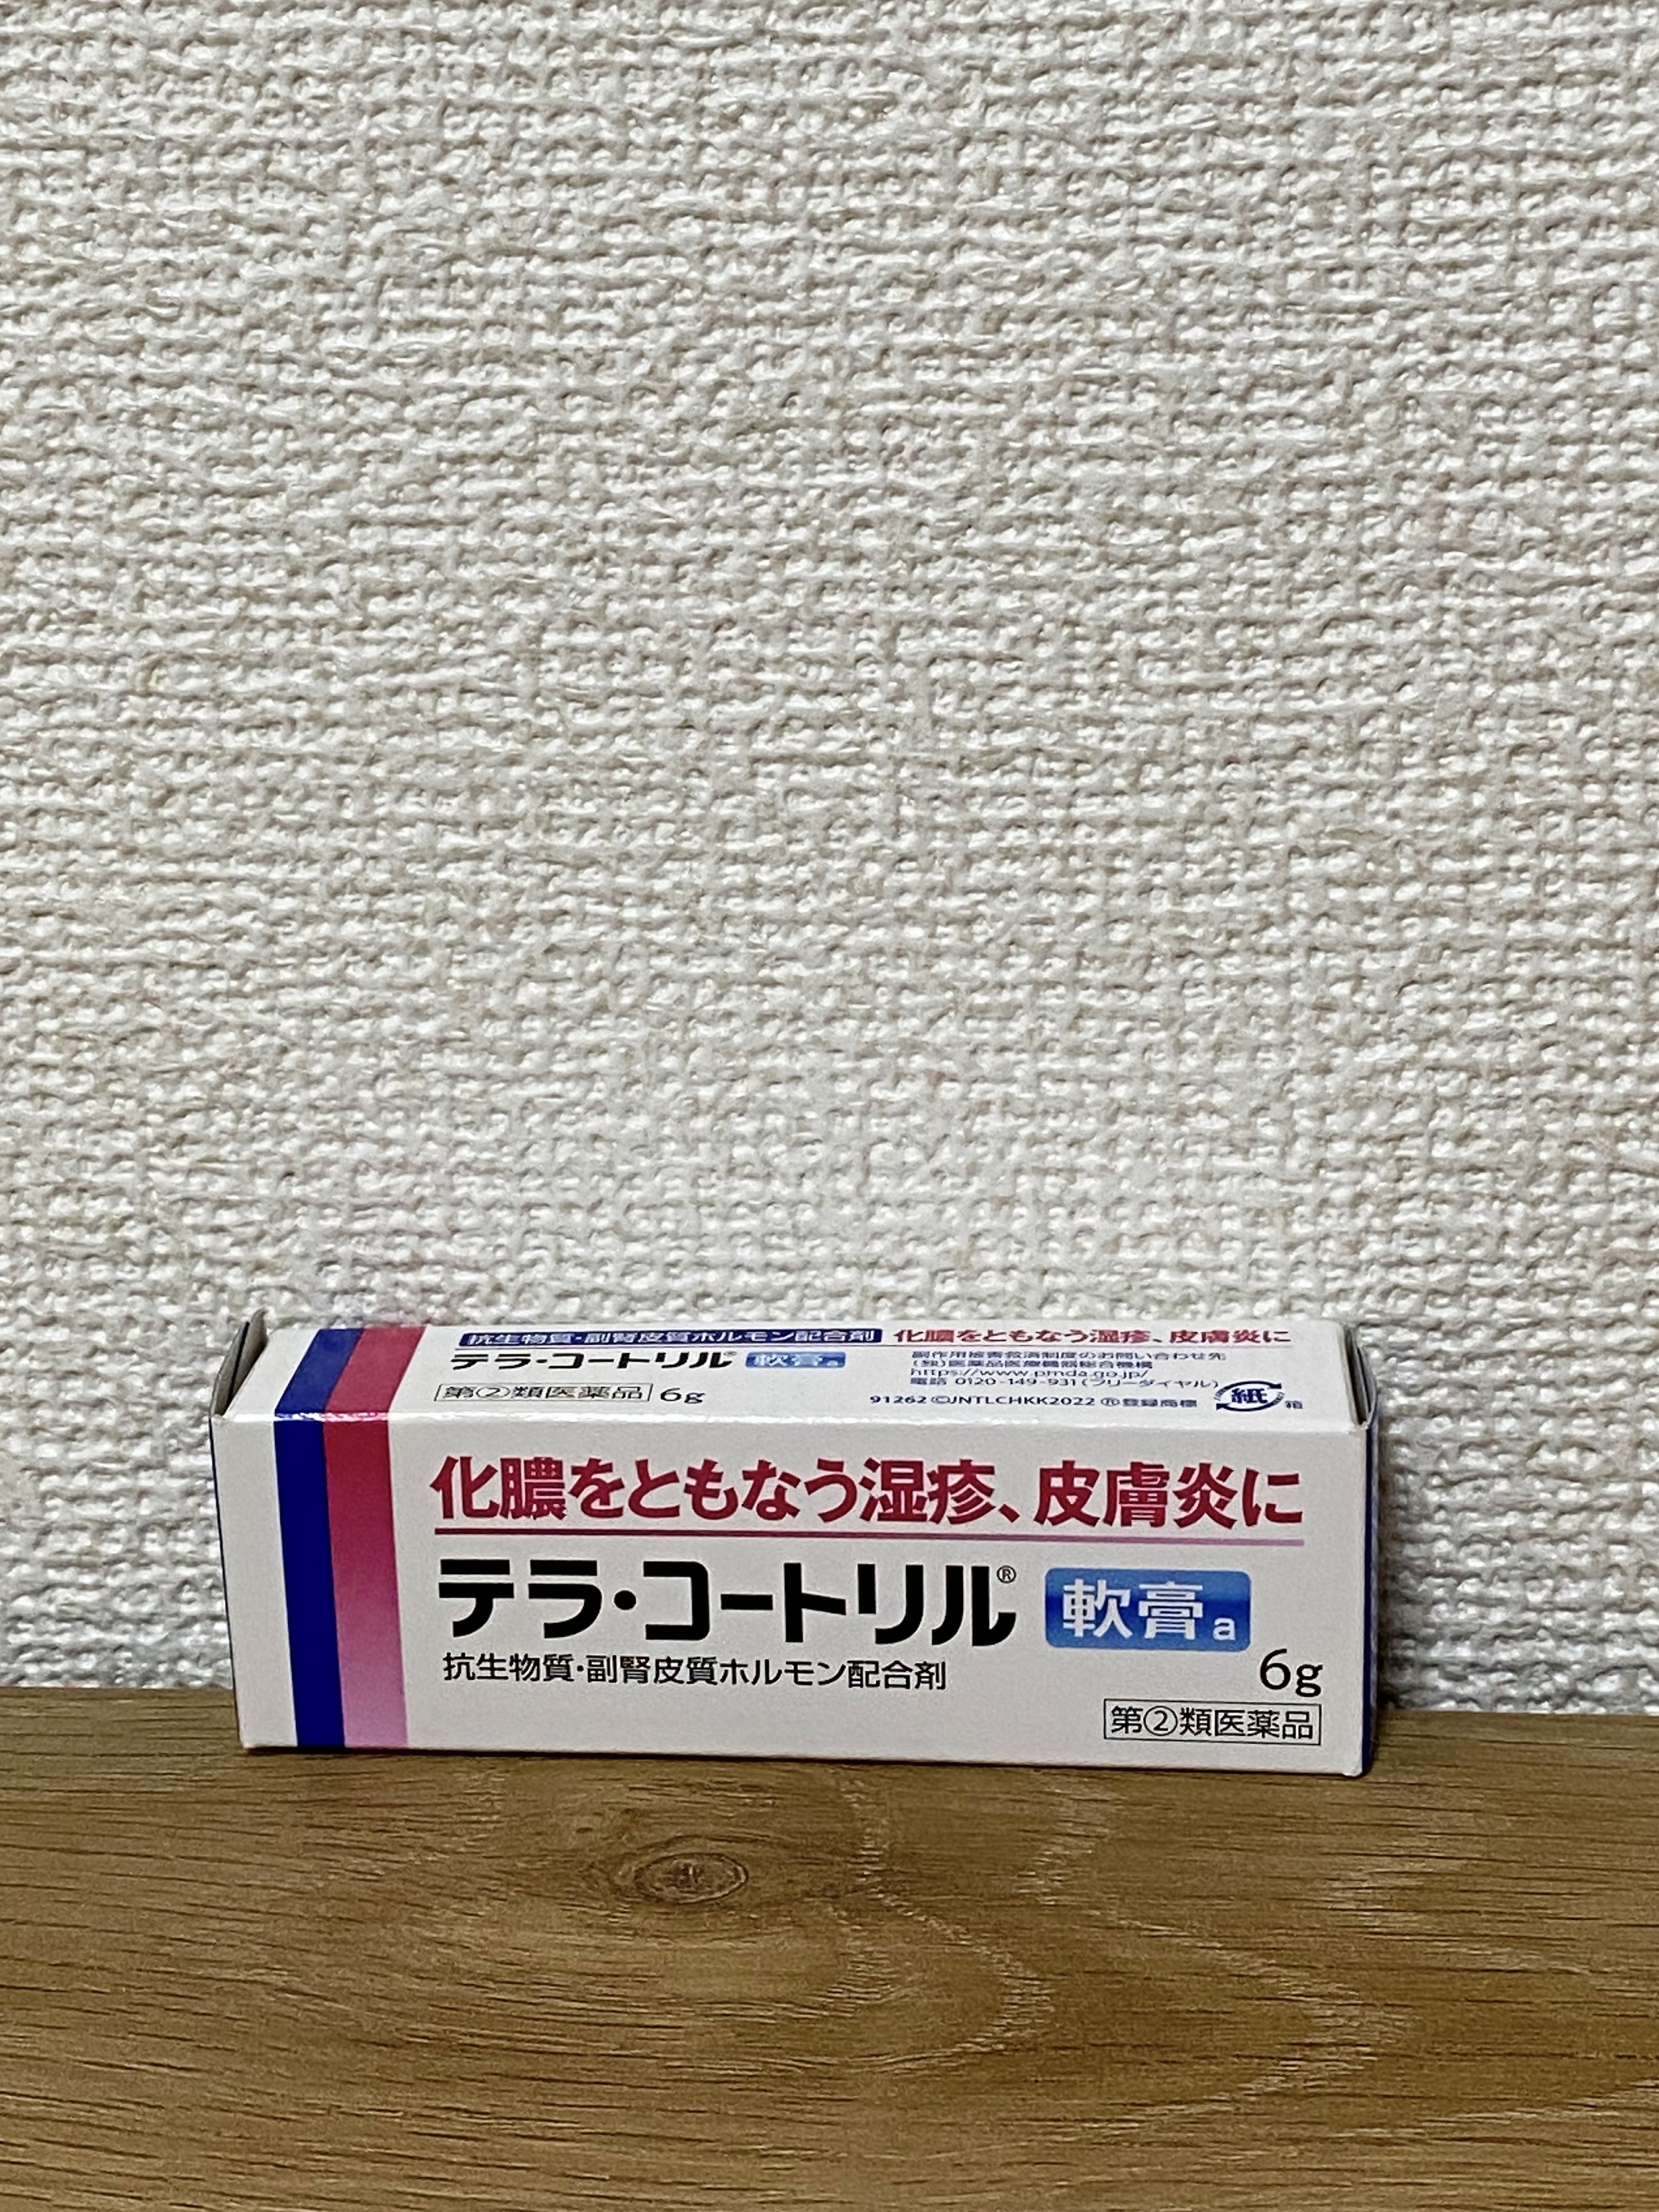 抗生物質・副腎皮質ホルモン配合剤 化膿をともなう湿疹、皮膚炎に
テラ・コートリル® 軟膏a
第②類医薬品 6g
副作用被害救済制度のお問い合わせ先
(独)医薬品医療機器総合機構
https://www.pmda.go.jp/
電話 0120-149-931(フリーダイヤル)
91262 ©JNTLCHKK2022 ®登録商標
紙 箱
化膿をともなう湿疹、皮膚炎に
テラ・コートリル® 軟膏a
抗生物質・副腎皮質ホルモン配合剤
6g
第②類医薬品